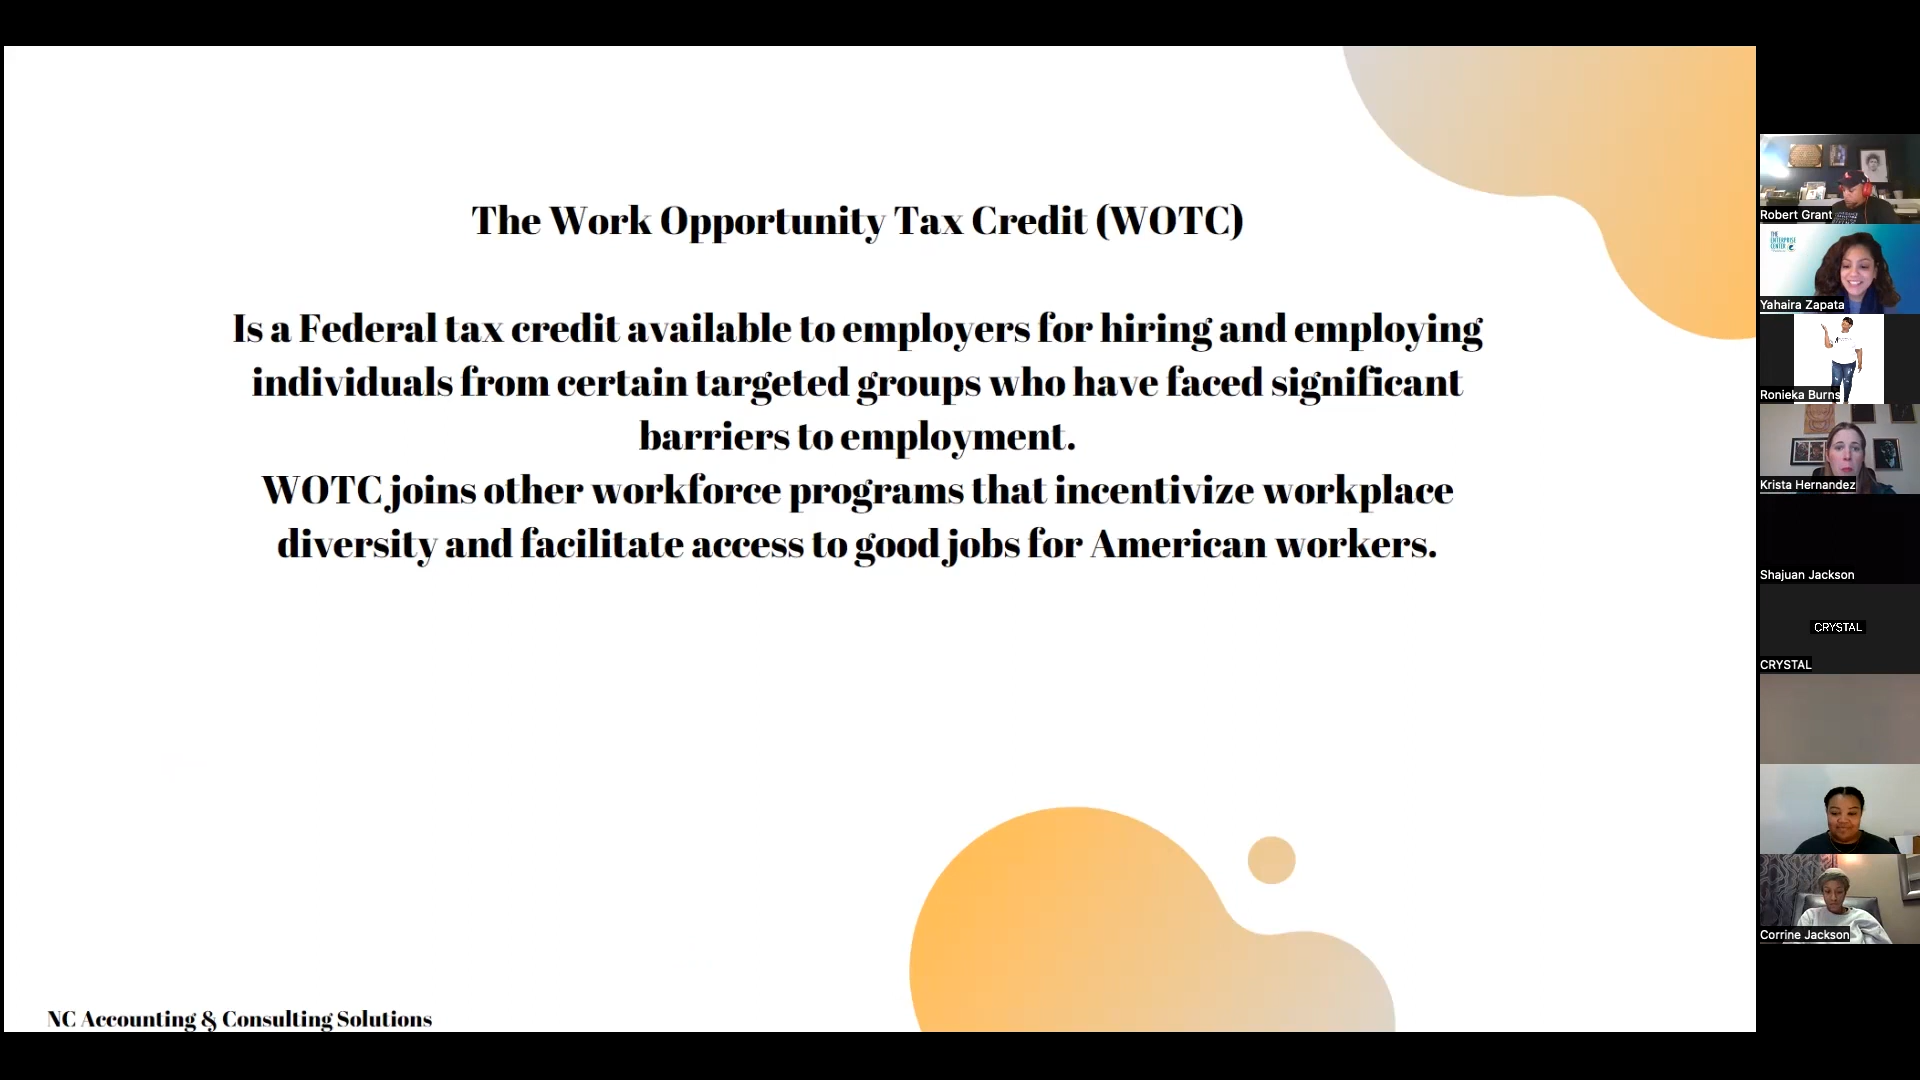 The Work Opportunity Tax Credit (WOTC)
Is a Federal tax credit available to employers for hiring and employing
individuals from certain targeted groups who have faced significant
barriers to employment.
WOTC joins other workforce programs that incentivize workplace
diversity and facilitate access to good jobs for American workers.
NC Accounting & Consulting Solutions
Robert Grant
THE
ENTERPRISE
CENTER
Yahaira Zapata
Ronieka Burns
Krista Hernandez
Shajuan Jackson
CRYSTAL
CRYSTAL
Corrine Jackson